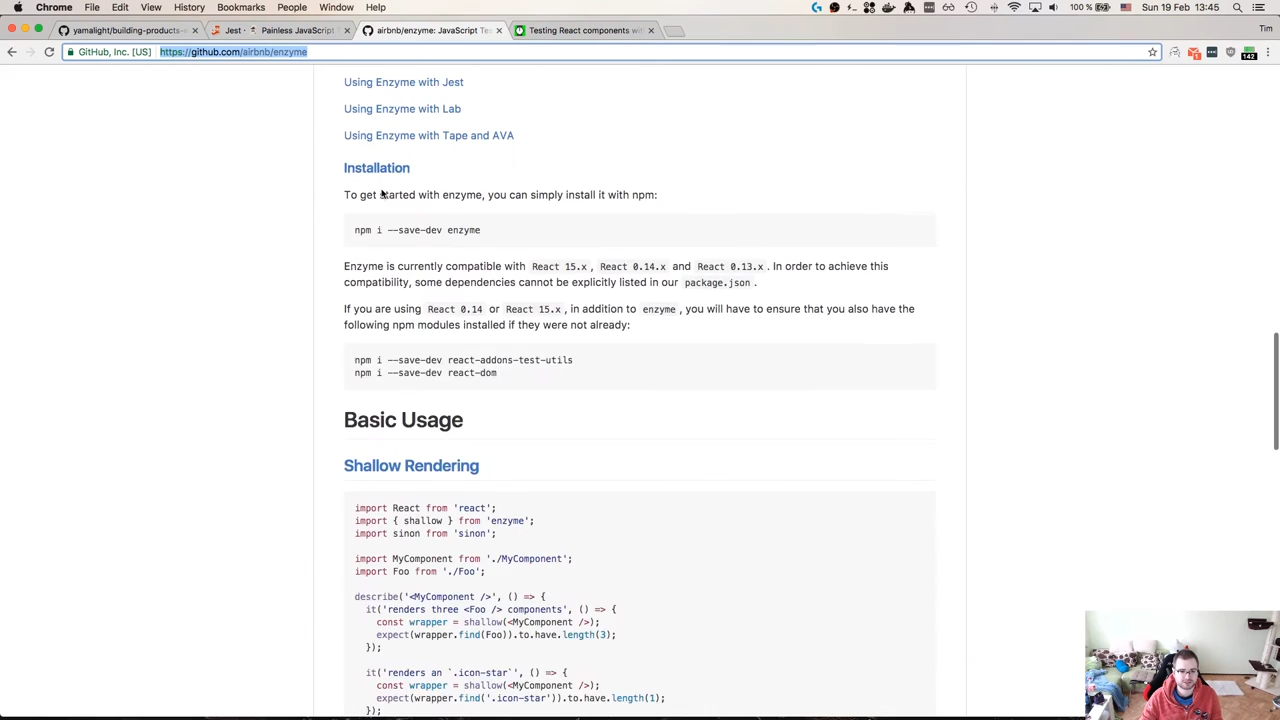 Chrome File Edit View History Bookmarks People Window Help 100 % Sun 19 Feb 13:45
yamalight/building-products- Jest · Painless JavaScript T airbnb/enzyme: JavaScript Tes Testing React components wit Tim
GitHub, Inc. [US] https://github.com/airbnb/enzyme 142
Using Enzyme with Jest
Using Enzyme with Lab
Using Enzyme with Tape and AVA
Installation
To get started with enzyme, you can simply install it with npm:
npm i --save-dev enzyme
Enzyme is currently compatible with React 15.x, React 0.14.x and React 0.13.x. In order to achieve this
compatibility, some dependencies cannot be explicitly listed in our package.json.
If you are using React 0.14 or React 15.x, in addition to enzyme, you will have to ensure that you also have the
following npm modules installed if they were not already:
npm i --save-dev react-addons-test-utils
npm i --save-dev react-dom
Basic Usage
Shallow Rendering
import React from 'react';
import { shallow } from 'enzyme';
import sinon from 'sinon';
import MyComponent from './MyComponent';
import Foo from './Foo';
describe('<MyComponent />', () => {
it('renders three <Foo /> components', () => {
const wrapper = shallow(<MyComponent />);
expect(wrapper.find(Foo)).to.have.length(3);
});
it('renders an `.icon-star`', () => {
const wrapper = shallow(<MyComponent />);
expect(wrapper.find('.icon-star')).to.have.length(1);
});